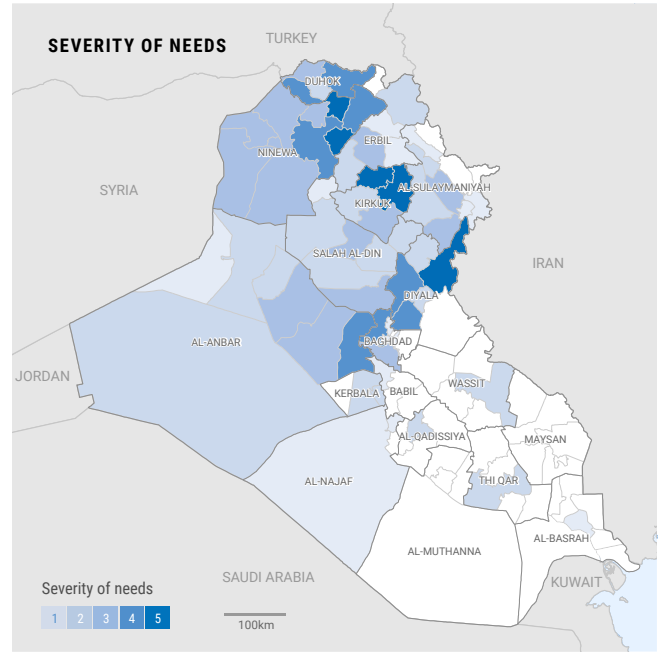 SEVERITY OF NEEDS
TURKEY
DUHOK
ERBIL
NINEWA
SYRIA
AL-SULAYMANIYAH
KIRKUK
SALAH AL-DIN
IRAN
DIYALA
AL-ANBAR
BAGHDAD
JORDAN
KERBALA
BABIL
WASSIT
AL-QADISSIYA
MAYSAN
AL-NAJAF
THI QAR
AL-BASRAH
AL-MUTHANNA
SAUDI ARABIA
KUWAIT
Severity of needs
1 2 3 4 5
100km